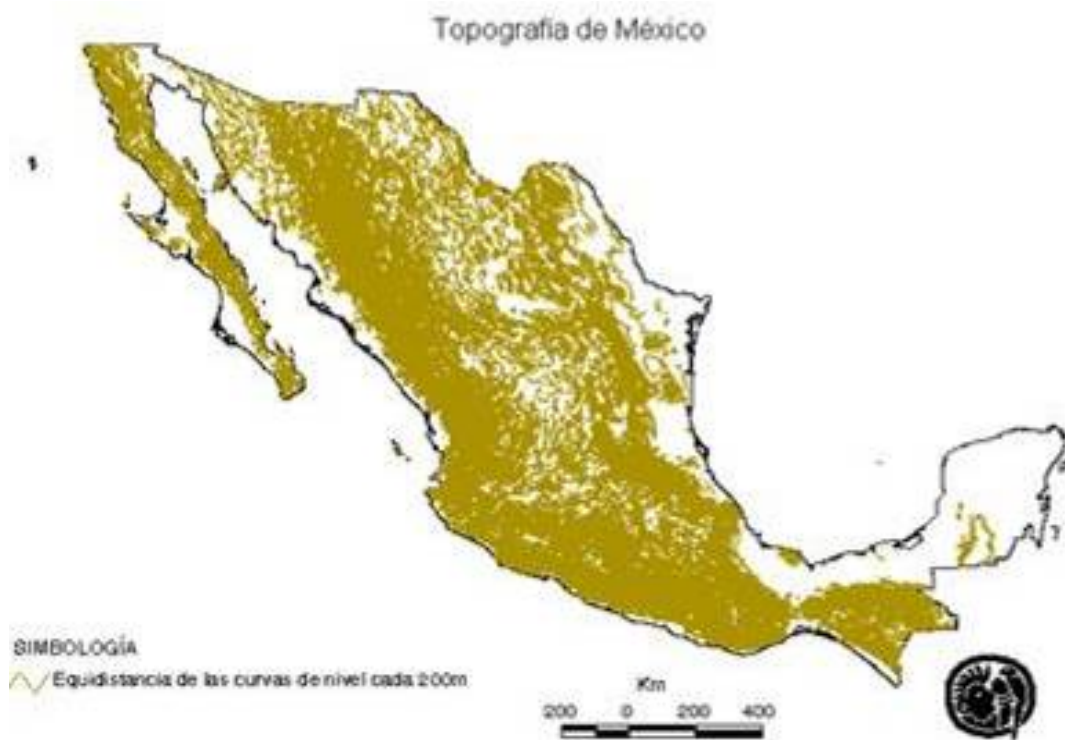 Topografía de México
SIMBOLOGÍA
Equidistancia de las curvas de nivel cada 200m
Km
200 0 200 400